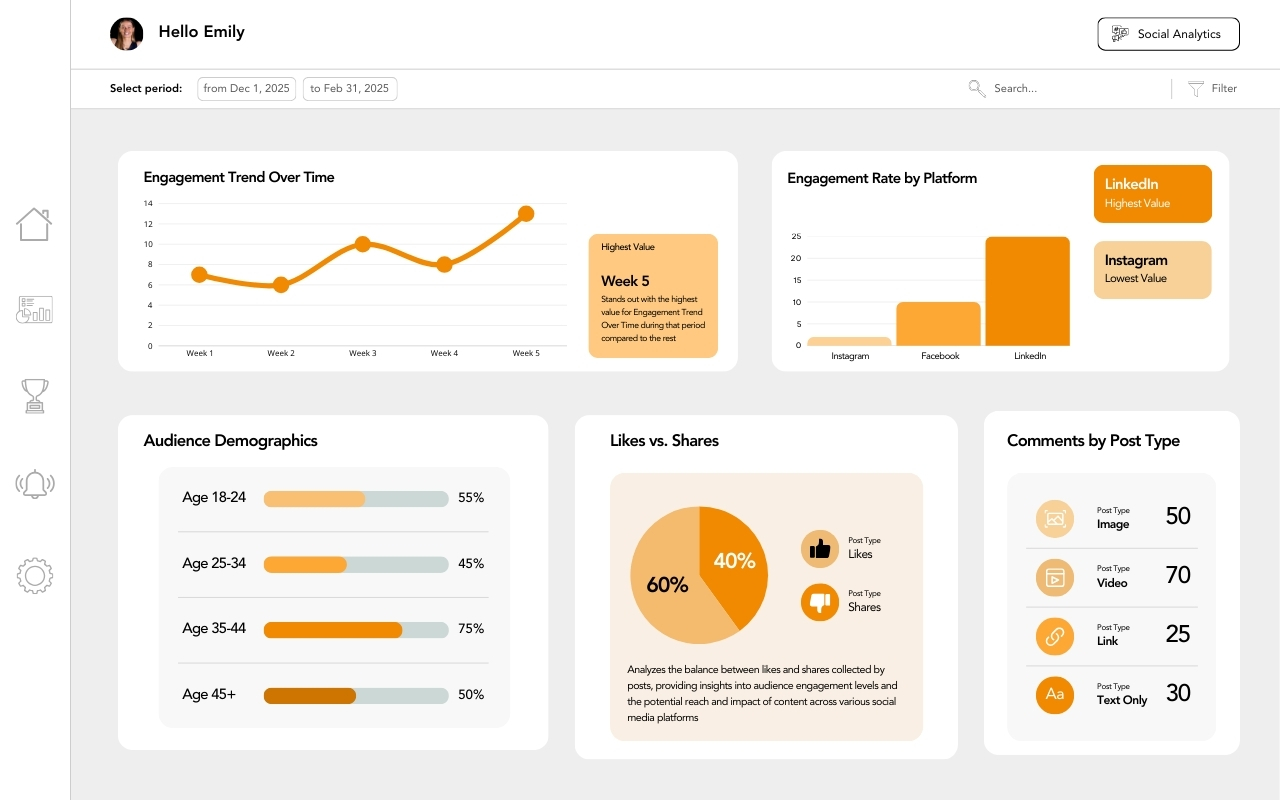 Hello Emily
Social Analytics
Select period:
from Dec 1, 2025
to Feb 31, 2025
Search...
Filter
Engagement Trend Over Time
14
12
10
8
6
4
2
0
Week 1
Week 2
Week 3
Week 4
Week 5
Highest Value
Week 5
Stands out with the highest
value for Engagement Trend
Over Time during that period
compared to the rest
Engagement Rate by Platform
25
20
15
10
5
0
Instagram
Facebook
LinkedIn
LinkedIn
Highest Value
Instagram
Lowest Value
Audience Demographics
Age 18-24
55%
Age 25-34
45%
Age 35-44
75%
Age 45+
50%
Likes vs. Shares
40%
60%
Post Type
Likes
Post Type
Shares
Analyzes the balance between likes and shares collected by
posts, providing insights into audience engagement levels and
the potential reach and impact of content across various social
media platforms
Comments by Post Type
Post Type
Image
50
Post Type
Video
70
Post Type
Link
25
Aa
Post Type
Text Only
30